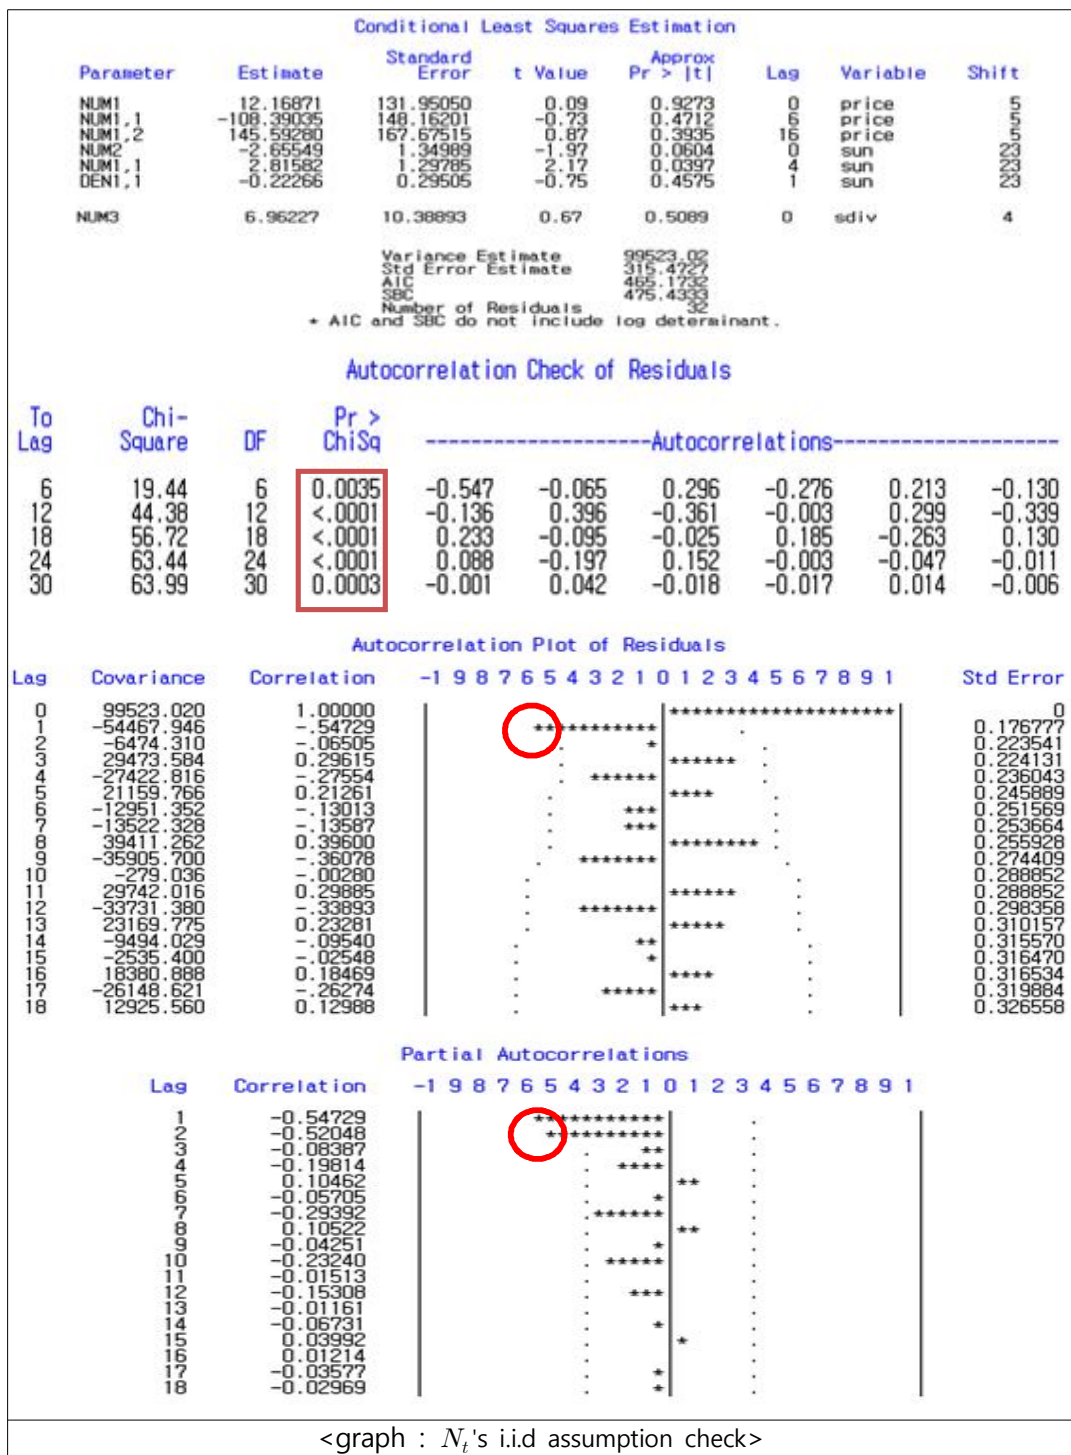 Conditional Least Squares Estimation
Standard Approx
Parameter Estimate Error t Value Pr > |t| Lag Variable Shift
NUM1 12.16871 131.95050 0.09 0.9273 0 price 5
NUM1,1 -108.39035 148.16201 -0.73 0.4712 6 price 5
NUM1,2 145.59280 167.67515 0.87 0.3935 16 price 5
NUM2 -2.65549 1.34989 -1.97 0.0604 0 sun 23
NUM1,1 2.81582 1.29785 2.17 0.0397 4 sun 23
DEN1,1 -0.22266 0.29505 -0.75 0.4575 1 sun 23
NUM3 6.96227 10.38893 0.67 0.5089 0 sdiv 4
Variance Estimate 99523.02
Std Error Estimate 315.4727
AIC 465.1732
SBC 475.4333
Number of Residuals 32
* AIC and SBC do not include log determinant.
Autocorrelation Check of Residuals
To Chi- Pr >
Lag Square DF ChiSq --------------------Autocorrelations--------------------
6 19.44 6 0.0035 -0.547 -0.065 0.296 -0.276 0.213 -0.130
12 44.38 12 <.0001 -0.136 0.396 -0.361 -0.003 0.299 -0.339
18 56.72 18 <.0001 0.233 -0.095 -0.025 0.185 -0.263 0.130
24 63.44 24 <.0001 0.088 -0.197 0.152 -0.003 -0.047 -0.011
30 63.99 30 0.0003 -0.001 0.042 -0.018 -0.017 0.014 -0.006
Autocorrelation Plot of Residuals
Lag Covariance Correlation -1 9 8 7 6 5 4 3 2 1 0 1 2 3 4 5 6 7 8 9 1 Std Error
0 99523.020 1.00000 | |********************| 0
1 -54467.946 -.54729 | ***********| . | 0.176777
2 -6474.310 -.06505 | . *| . | 0.223541
3 29473.584 0.29615 | . |****** . | 0.224131
4 -27422.816 -.27554 | . ******| . | 0.236043
5 21159.766 0.21261 | . |**** . | 0.245889
6 -12951.352 -.13013 | . ***| . | 0.251569
7 -13522.328 -.13587 | . ***| . | 0.253664
8 39411.262 0.39600 | . |********. | 0.255928
9 -35905.700 -.36078 | . *******| . | 0.274409
10 -279.036 -.00280 | . | . | 0.288852
11 29742.016 0.29885 | . |****** . | 0.288852
12 -33731.380 -.33893 | . *******| . | 0.298358
13 23169.775 0.23281 | . |***** . | 0.310157
14 -9494.029 -.09540 | . **| . | 0.315570
15 -2535.400 -.02548 | . *| . | 0.316470
16 18380.888 0.18469 | . |**** . | 0.316534
17 -26148.621 -.26274 | . *****| . | 0.319884
18 12925.560 0.12988 | . |*** . | 0.326558
Partial Autocorrelations
Lag Correlation -1 9 8 7 6 5 4 3 2 1 0 1 2 3 4 5 6 7 8 9 1
1 -0.54729 | ***********| . |
2 -0.52048 | **********| . |
3 -0.08387 | . **| . |
4 -0.19814 | . ****| . |
5 0.10462 | . |** . |
6 -0.05705 | . *| . |
7 -0.29392 | .******| . |
8 0.10522 | . |** . |
9 -0.04251 | . *| . |
10 -0.23240 | . *****| . |
11 -0.01513 | . | . |
12 -0.15308 | . ***| . |
13 -0.01161 | . | . |
14 -0.06731 | . *| . |
15 0.03992 | . |* . |
16 0.01214 | . | . |
17 -0.03577 | . *| . |
18 -0.02969 | . *| . |
<graph : Nt's i.i.d assumption check>